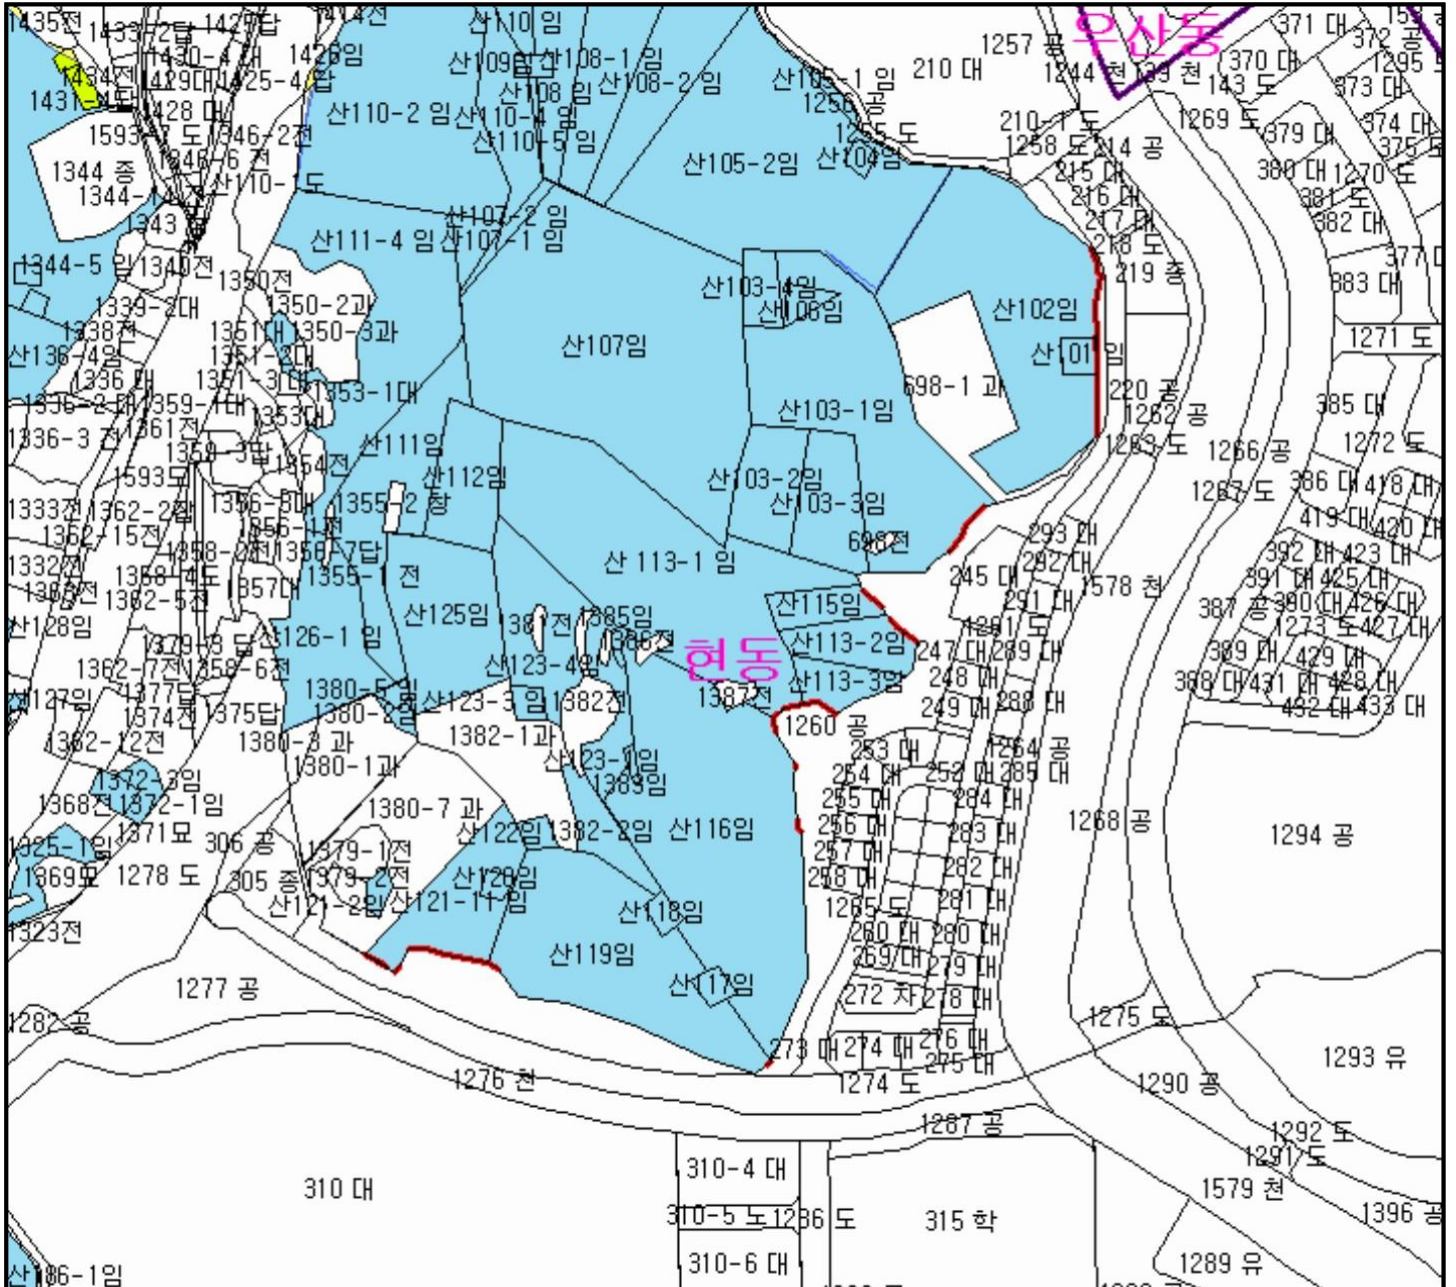 1435전
1433-2답
1427답
1414전
산110 임
우산동
371 대
372 공
1257 공
1430-4 대
1426임
산109임
산108-1 임
210 대
370 대
1295 도
1434전
1429대
1425-4 답
산108 임
산108-2 임
산105-1 임
1244 천
143 도
373 대
1428 대
산110-2 임
산110-4 임
1256 공
210-1 도
1269 도
374 대
1593-7 도
1346-2전
산110-5 임
1258 도
214 공
379 대
375 도
1344 종
1346-6 전
산105-2임
산104임
215 대
380 대
1270 도
216 대
381 도
산107-2 임
217 대
382 대
산111-4 임
산107-1 임
218 도
1344-5 임
1340전
1350전
219 종
383 대
1339-2대
1350-2과
산103-4임
산106임
산102임
1338전
1351대
1350-3과
1271 도
산136-4임
1351-2대
산107임
산101 임
1336 대
1351-3대
1353-1대
698-1 과
220 공
385 대
1359-1대
1353대
산103-1임
1262 공
1336-3 전
1361전
산111임
1263 도
1266 공
1272 도
1354전
산112임
산103-2임
1593도
1267 도
386 대
418 대
1333전
1362-2잡
산103-3임
419 대
420 대
1362-15전
293 대
698전
392 대
423 대
1332전
1356-7답
산 113-1 임
292 대
1578 천
391 대
425 대
1355-1 전
245 대
1362-5전
1357대
산115임
291 대
387 공
390 대
426 대
산128임
산125임
1385임
1261 도
1273 도
427 대
산126-1 임
현동
산113-2임
247 대
289 대
389 대
429 대
1362-7전
1358-6전
산123-4임
248 대
388 대
431 대
428 대
산127임
1377답
산113-3임
1380-5 임
산123-3 임
1382전
1387전
249 대
288 대
432 대
433 대
1374전
1375답
1380-2임
1362-12전
1380-3 과
1382-1과
1260 공
253 대
1264 공
1380-1과
산123-1임
254 대
252 대
285 대
1372-3임
1383임
1368전
1372-1임
1380-7 과
255 대
284 대
1268 공
1294 공
1371묘
306 공
산122임
1382-2임
산116임
256 대
283 대
1325-1임
1379-1전
257 대
282 대
1369묘
1278 도
305 종
1379-2전
산120임
258 대
산121-2임
산121-11 임
산118임
1265 도
281 대
1323전
260 대
280 대
산119임
269 대
279 대
1277 공
산117임
272 차
278 대
1282 공
1275 도
276 대
273 대
274 대
275 대
1293 유
1276 천
1274 도
1290 공
1287 공
1292 도
1291 도
310-4 대
310 대
1579 천
310-5 도
1286 도
315 학
1396 공
310-6 대
1289 유
산186-1임